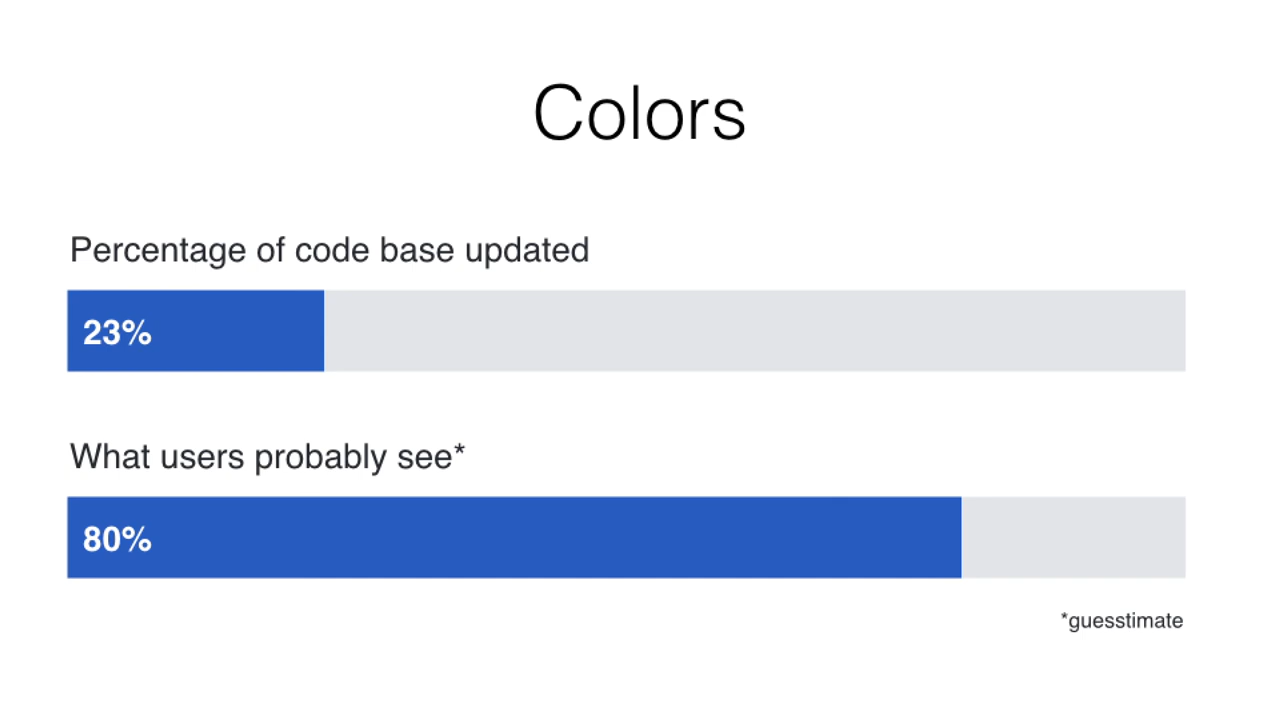 Colors
Percentage of code base updated
23%
What users probably see*
80%
*guesstimate